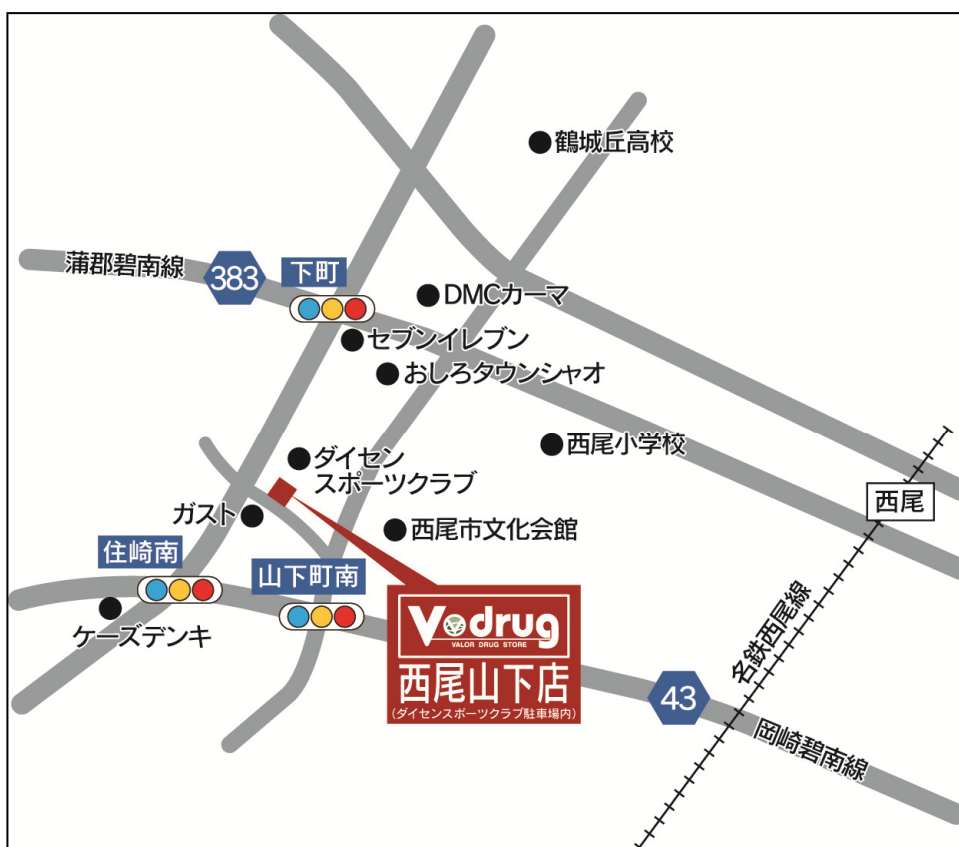 鶴城丘高校
蒲郡碧南線
383
下町
DMCカーマ
セブンイレブン
おしろタウンシャオ
西尾小学校
ダイセン
スポーツクラブ
西尾
ガスト
西尾市文化会館
住崎南
山下町南
ケーズデンキ
Vdrug
VALOR DRUG STORE
西尾山下店
(ダイセンスポーツクラブ駐車場内)
名鉄西尾線
43
岡崎碧南線